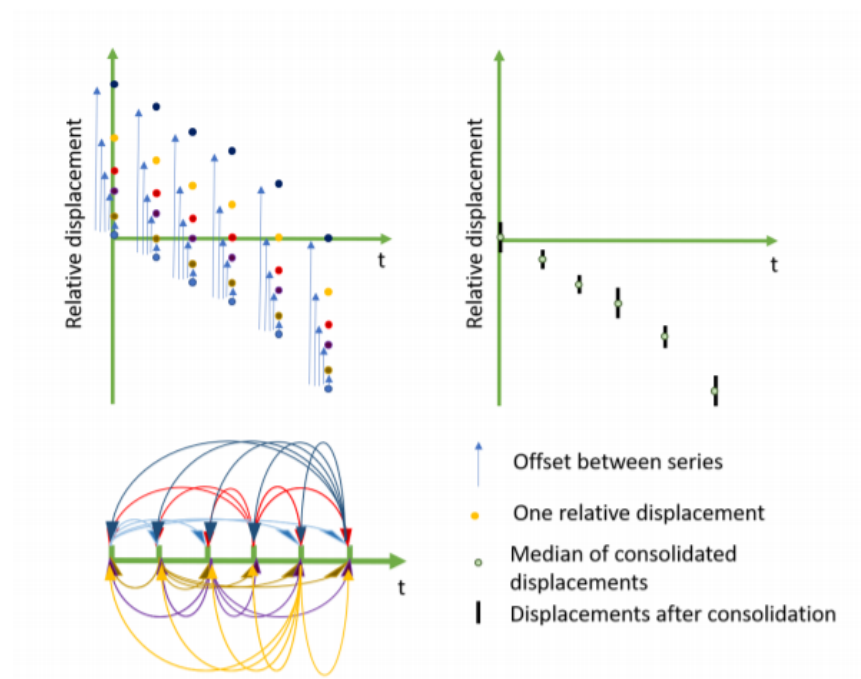 Relative displacement
t
Relative displacement
t
t
Offset between series
One relative displacement
Median of consolidated
displacements
Displacements after consolidation